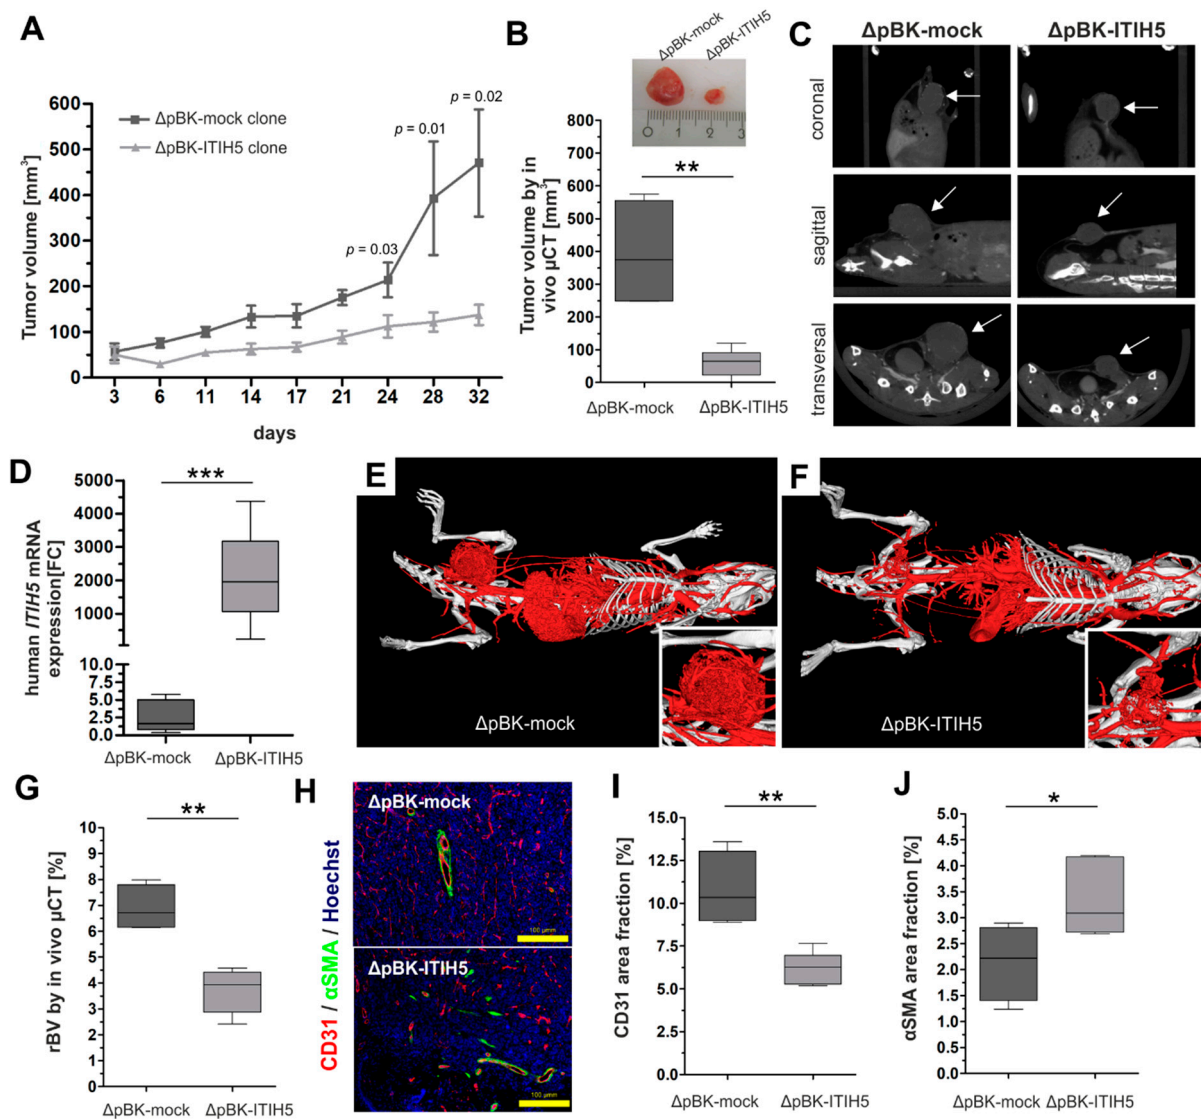 A
Tumor volume [mm³]
600
500
400
300
200
100
0
ΔpBK-mock clone
ΔpBK-ITIH5 clone
p = 0.03
p = 0.01
p = 0.02
3 6 11 14 17 21 24 28 32
days
B
ΔpBK-mock
ΔpBK-ITIH5
0 1 2 3
Tumor volume by in
vivo µCT [mm³]
800
700
600
500
400
300
200
100
0
**
ΔpBK-mock ΔpBK-ITIH5
C
ΔpBK-mock ΔpBK-ITIH5
coronal
sagittal
transversal
D
human ITIH5 mRNA
expression[FC]
5000
4000
3000
2000
1000
10.0
7.5
5.0
2.5
0.0
***
ΔpBK-mock ΔpBK-ITIH5
E
ΔpBK-mock
F
ΔpBK-ITIH5
G
rBV by in vivo µCT [%]
10
9
8
7
6
5
4
3
2
1
0
**
ΔpBK-mock ΔpBK-ITIH5
H
CD31 / αSMA / Hoechst
ΔpBK-mock
100 µmm
ΔpBK-ITIH5
100 µmm
I
CD31 area fraction [%]
15.0
12.5
10.0
7.5
5.0
2.5
0.0
**
ΔpBK-mock ΔpBK-ITIH5
J
αSMA area fraction [%]
5.0
4.5
4.0
3.5
3.0
2.5
2.0
1.5
1.0
0.5
0.0
*
ΔpBK-mock ΔpBK-ITIH5